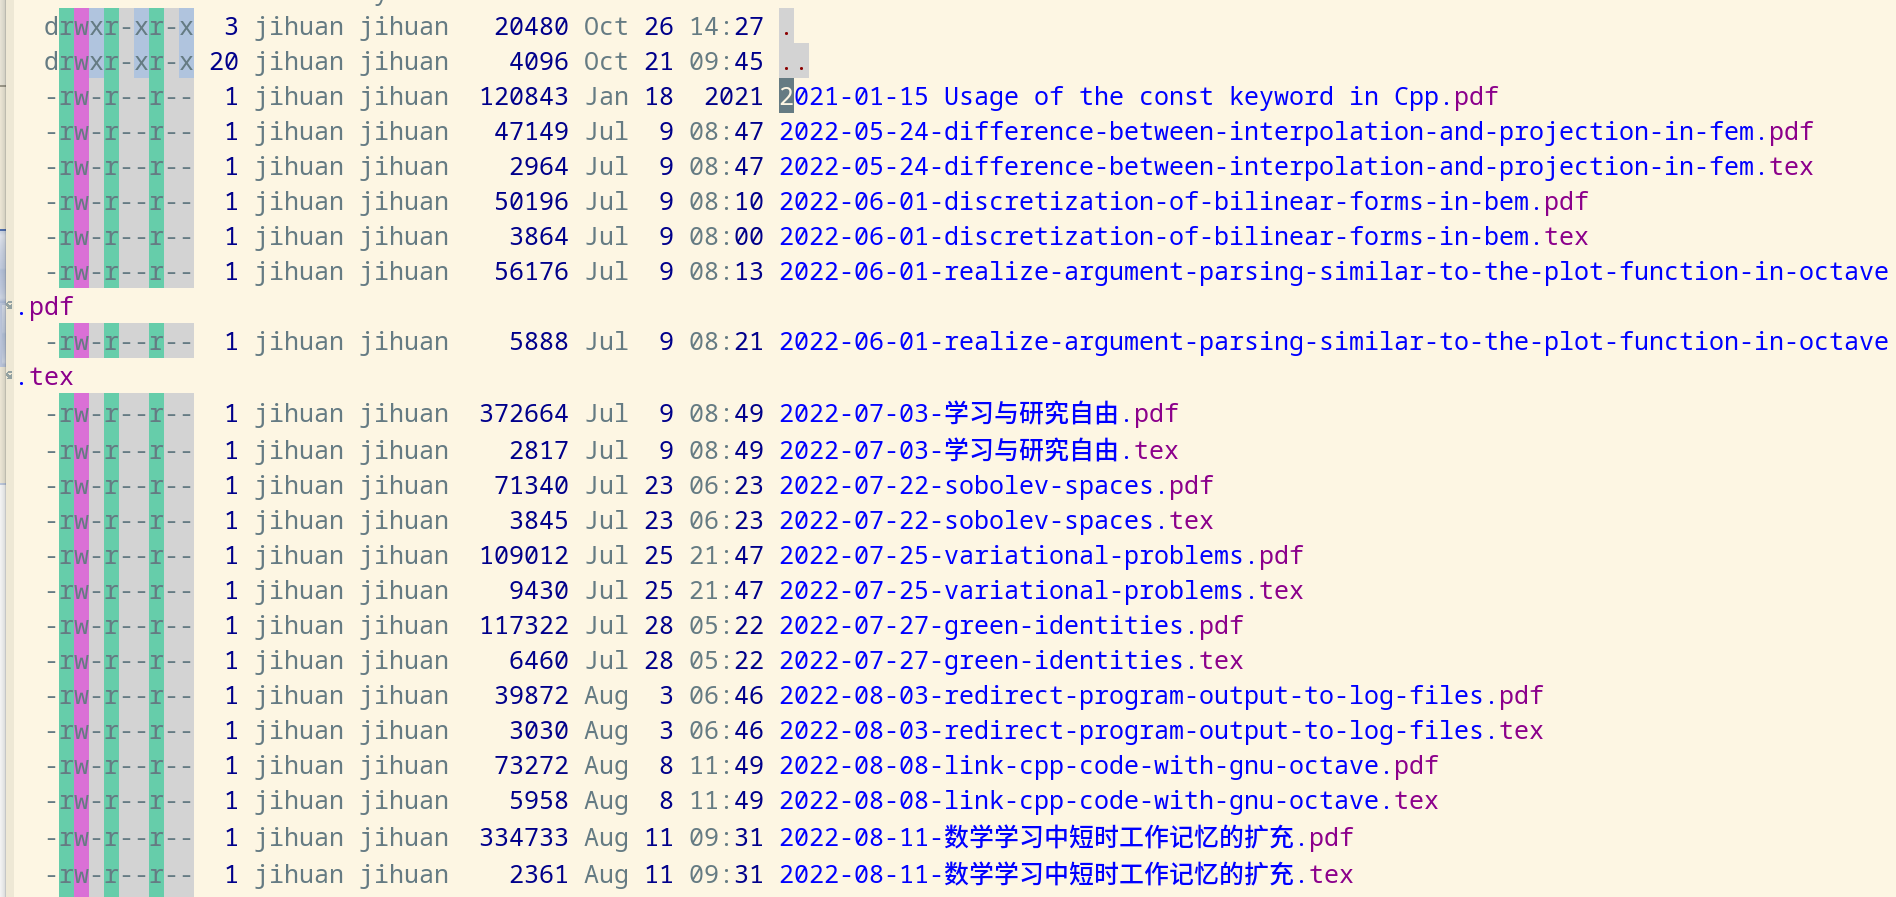 drwxr-xr-x 3 jihuan jihuan 20480 Oct 26 14:27 .
drwxr-xr-x 20 jihuan jihuan 4096 Oct 21 09:45 ..
-rw-r--r-- 1 jihuan jihuan 120843 Jan 18 2021 2021-01-15 Usage of the const keyword in Cpp.pdf
-rw-r--r-- 1 jihuan jihuan 47149 Jul 9 08:47 2022-05-24-difference-between-interpolation-and-projection-in-fem.pdf
-rw-r--r-- 1 jihuan jihuan 2964 Jul 9 08:47 2022-05-24-difference-between-interpolation-and-projection-in-fem.tex
-rw-r--r-- 1 jihuan jihuan 50196 Jul 9 08:10 2022-06-01-discretization-of-bilinear-forms-in-bem.pdf
-rw-r--r-- 1 jihuan jihuan 3864 Jul 9 08:00 2022-06-01-discretization-of-bilinear-forms-in-bem.tex
-rw-r--r-- 1 jihuan jihuan 56176 Jul 9 08:13 2022-06-01-realize-argument-parsing-similar-to-the-plot-function-in-octave
.pdf
-rw-r--r-- 1 jihuan jihuan 5888 Jul 9 08:21 2022-06-01-realize-argument-parsing-similar-to-the-plot-function-in-octave
.tex
-rw-r--r-- 1 jihuan jihuan 372664 Jul 9 08:49 2022-07-03-学习与研究自由.pdf
-rw-r--r-- 1 jihuan jihuan 2817 Jul 9 08:49 2022-07-03-学习与研究自由.tex
-rw-r--r-- 1 jihuan jihuan 71340 Jul 23 06:23 2022-07-22-sobolev-spaces.pdf
-rw-r--r-- 1 jihuan jihuan 3845 Jul 23 06:23 2022-07-22-sobolev-spaces.tex
-rw-r--r-- 1 jihuan jihuan 109012 Jul 25 21:47 2022-07-25-variational-problems.pdf
-rw-r--r-- 1 jihuan jihuan 9430 Jul 25 21:47 2022-07-25-variational-problems.tex
-rw-r--r-- 1 jihuan jihuan 117322 Jul 28 05:22 2022-07-27-green-identities.pdf
-rw-r--r-- 1 jihuan jihuan 6460 Jul 28 05:22 2022-07-27-green-identities.tex
-rw-r--r-- 1 jihuan jihuan 39872 Aug 3 06:46 2022-08-03-redirect-program-output-to-log-files.pdf
-rw-r--r-- 1 jihuan jihuan 3030 Aug 3 06:46 2022-08-03-redirect-program-output-to-log-files.tex
-rw-r--r-- 1 jihuan jihuan 73272 Aug 8 11:49 2022-08-08-link-cpp-code-with-gnu-octave.pdf
-rw-r--r-- 1 jihuan jihuan 5958 Aug 8 11:49 2022-08-08-link-cpp-code-with-gnu-octave.tex
-rw-r--r-- 1 jihuan jihuan 334733 Aug 11 09:31 2022-08-11-数学学习中短时工作记忆的扩充.pdf
-rw-r--r-- 1 jihuan jihuan 2361 Aug 11 09:31 2022-08-11-数学学习中短时工作记忆的扩充.tex